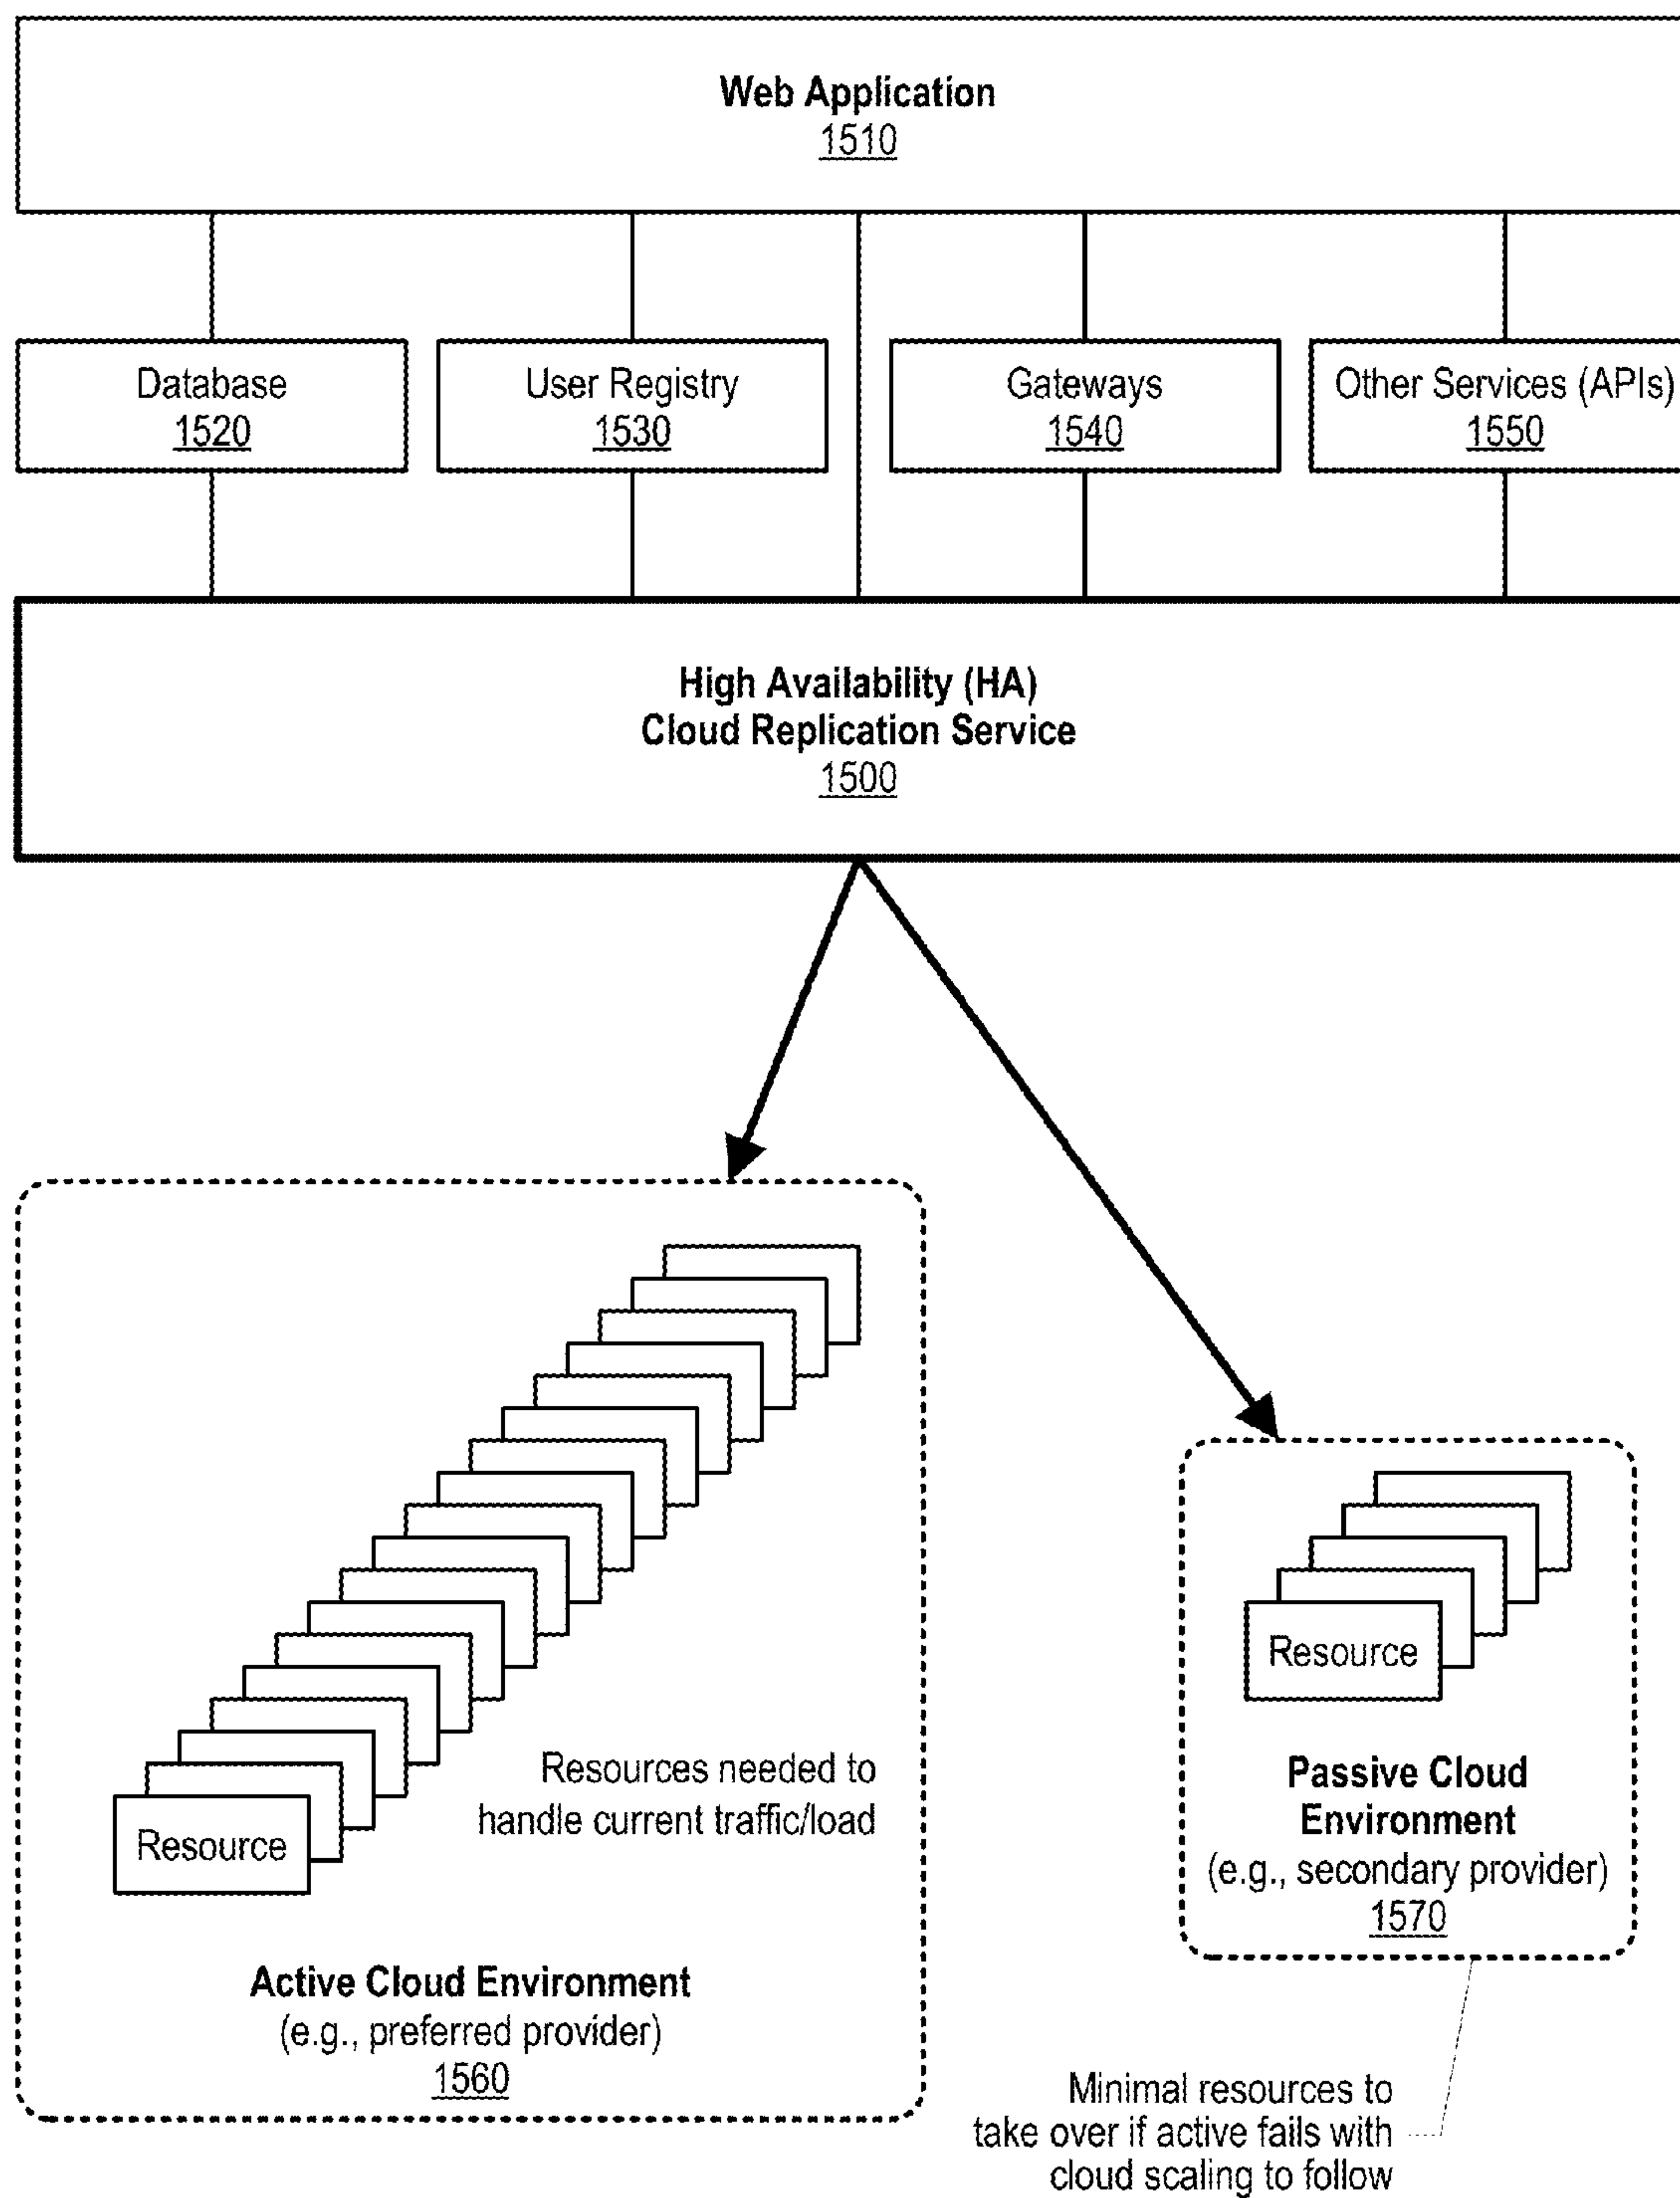 Web Application
1510
Database
1520
User Registry
1530
Gateways
1540
Other Services (APIs)
1550
High Availability (HA)
Cloud Replication Service
1500
Resource
Resources needed to
handle current traffic/load
Active Cloud Environment
(e.g., preferred provider)
1560
Resource
Passive Cloud
Environment
(e.g., secondary provider)
1570
Minimal resources to
take over if active fails with
cloud scaling to follow